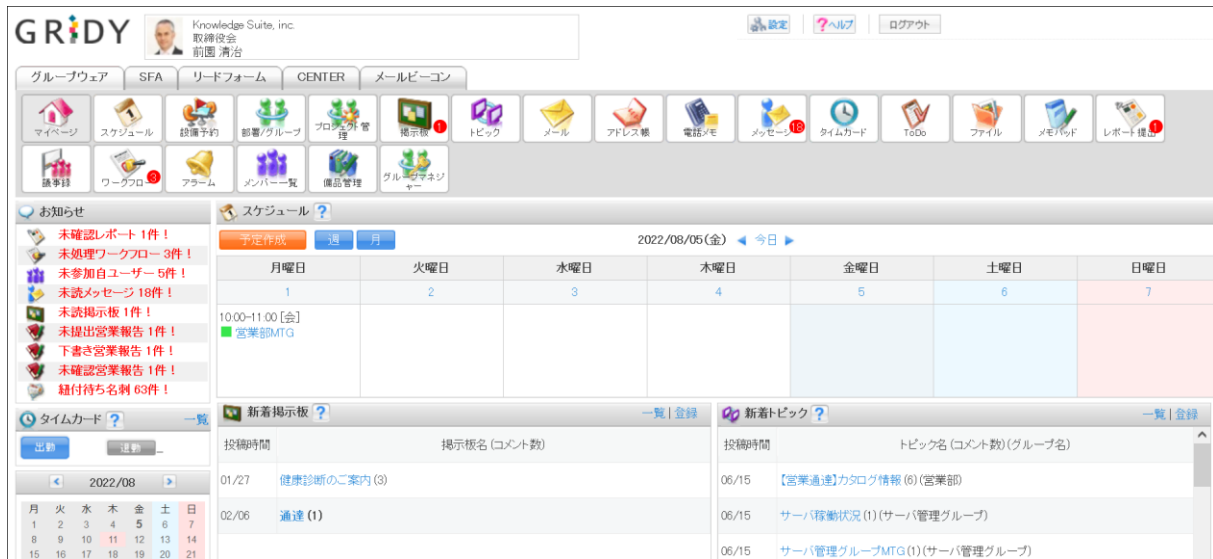 GRiDY
Knowledge Suite, inc.
取締役会
前園 清治
設定 ヘルプ ログアウト
グループウェア SFA リードフォーム CENTER メールビーコン
マイページ スケジュール 設備予約 部署/グループ プロジェクト管理 掲示板 1 トピック メール アドレス帳 電話メモ メッセージ 18 タイムカード ToDo ファイル メモパッド レポート提出 1
議事録 ワークフロー 3 アラーム メンバー一覧 備品管理 グループマネジャー
お知らせ
未確認レポート 1件！
未処理ワークフロー 3件！
未参加自ユーザー 5件！
未読メッセージ 18件！
未読掲示板 1件！
未提出営業報告 1件！
下書き営業報告 1件！
未確認営業報告 1件！
紐付待ち名刺 63件！
スケジュール ?
予定作成 週 月 2022/08/05(金) ◀ 今日 ▶
月曜日 火曜日 水曜日 木曜日 金曜日 土曜日 日曜日
1 2 3 4 5 6 7
10:00-11:00 [会]
営業部MTG
タイムカード ? 一覧
出勤 退勤 _
2022/08
月 火 水 木 金 土 日
1 2 3 4 5 6 7
8 9 10 11 12 13 14
15 16 17 18 19 20 21
新着掲示板 ? 一覧 | 登録
投稿時間 掲示板名 (コメント数)
01/27 健康診断のご案内 (3)
02/06 通達 (1)
新着トピック ? 一覧 | 登録
投稿時間 トピック名 (コメント数) (グループ名)
06/15 【営業通達】カタログ情報 (6) (営業部)
06/15 サーバ稼働状況 (1) (サーバ管理グループ)
06/15 サーバ管理グループMTG (1) (サーバ管理グループ)